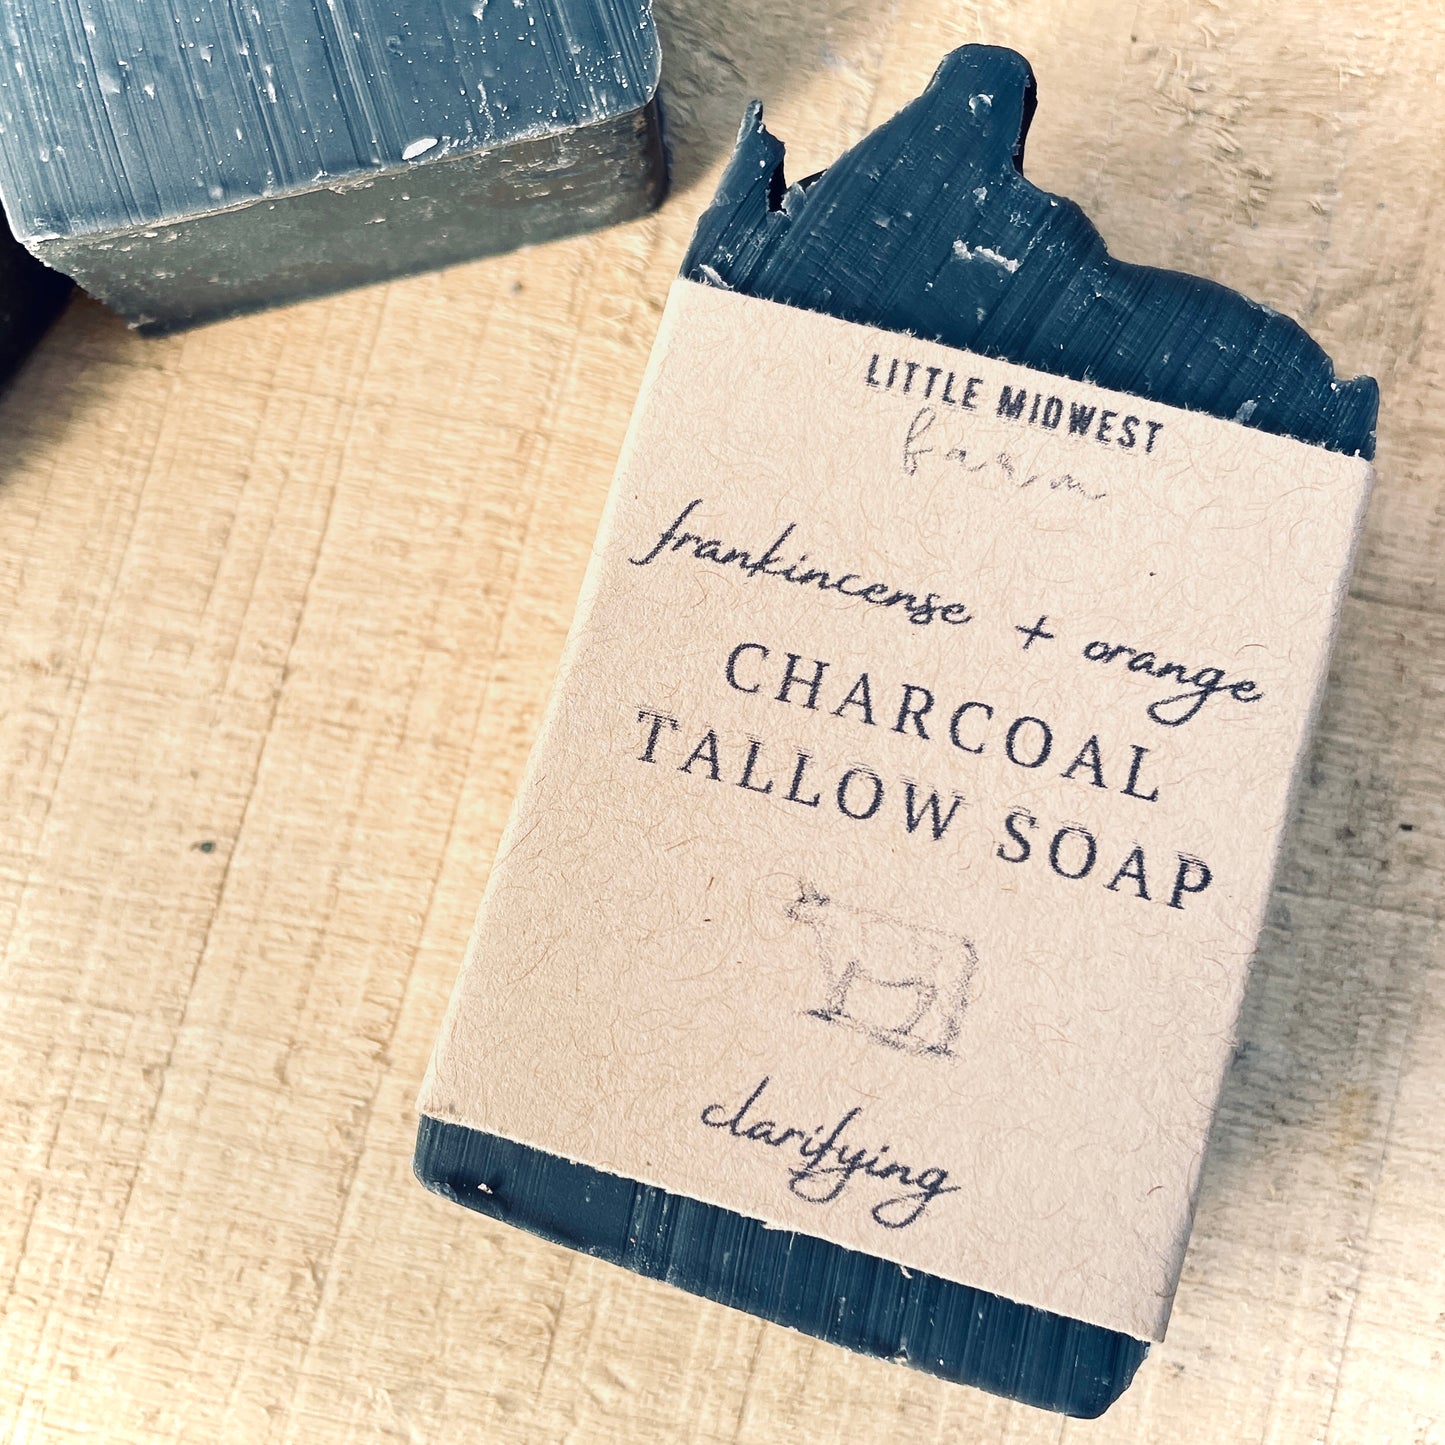 LITTLE MIDWEST
farm
frankincense + orange
CHARCOAL
TALLOW SOAP
clarifying